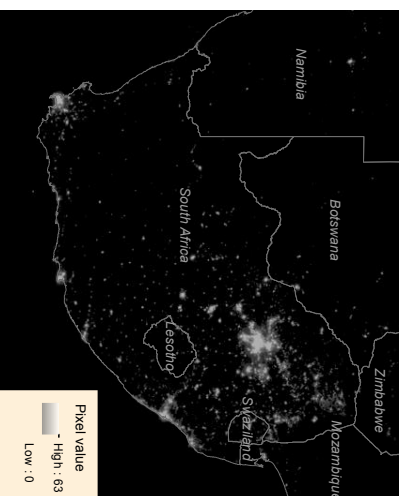 Namibia
Botswana
Zimbabwe
South Africa
Lesotho
Swaziland
Mozambique
Pixel value
High : 63
Low : 0